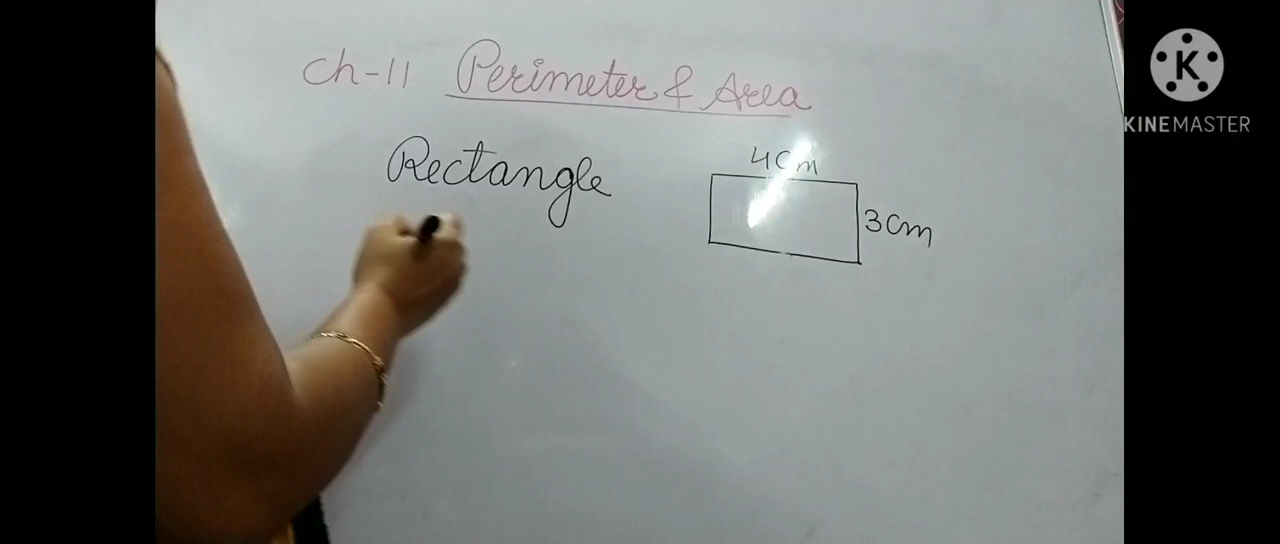 Ch-11 Perimeter & Area
Rectangle
4cm
3cm
K
KINEMASTER